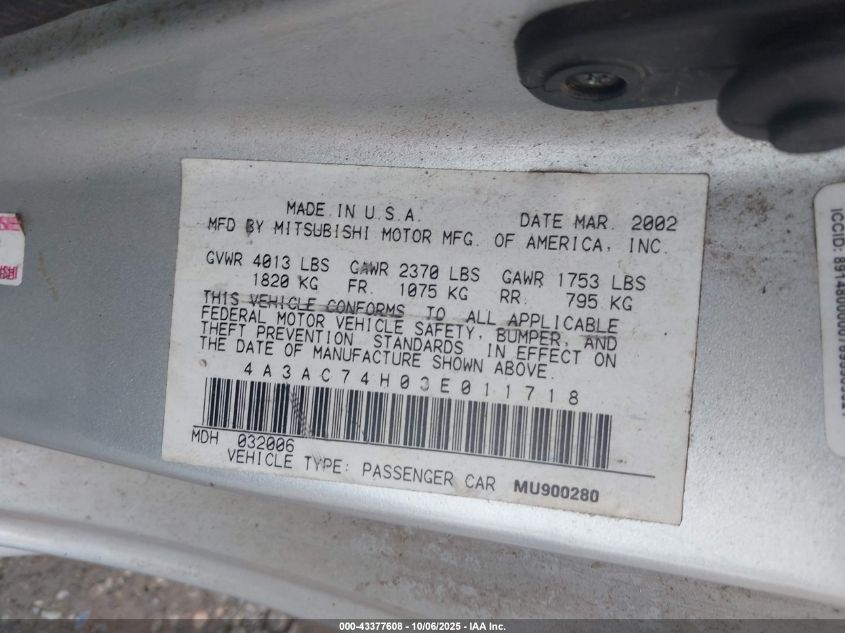 MADE IN U.S.A. DATE MAR. 2002
MFD BY MITSUBISHI MOTOR MFG. OF AMERICA, INC.
GVWR 4013 LBS GAWR 2370 LBS GAWR 1753 LBS
1820 KG FR. 1075 KG RR. 795 KG
THIS VEHICLE CONFORMS TO ALL APPLICABLE
FEDERAL MOTOR VEHICLE SAFETY, BUMPER, AND
THEFT PREVENTION STANDARDS IN EFFECT ON
THE DATE OF MANUFACTURE SHOWN ABOVE.
4A3AC74H03E011718
MDH 032006
VEHICLE TYPE: PASSENGER CAR MU900280
ICCID:
000-43377608 - 10/06/2025 - IAA Inc.